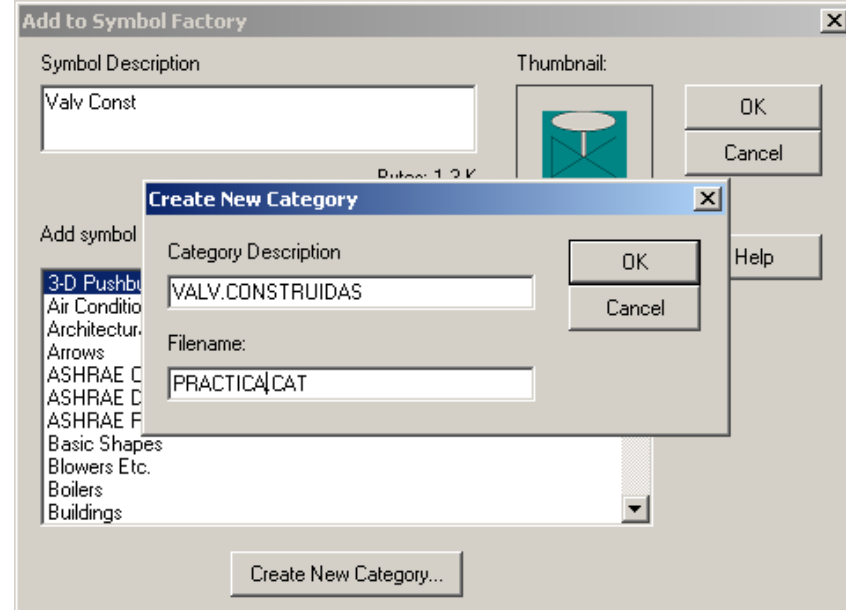 Add to Symbol Factory
Symbol Description
Thumbnail:
Valv Const
OK
Cancel
Create New Category
Add symbol
Category Description
OK
Help
VALV.CONSTRUIDAS
Cancel
Filename:
PRACTICA.CAT
3-D
Air
Arrows
ASHRAE
ASHRAE
ASHRAE
Basic Shapes
Blowers Etc.
Boilers
Buildings
Create New Category...